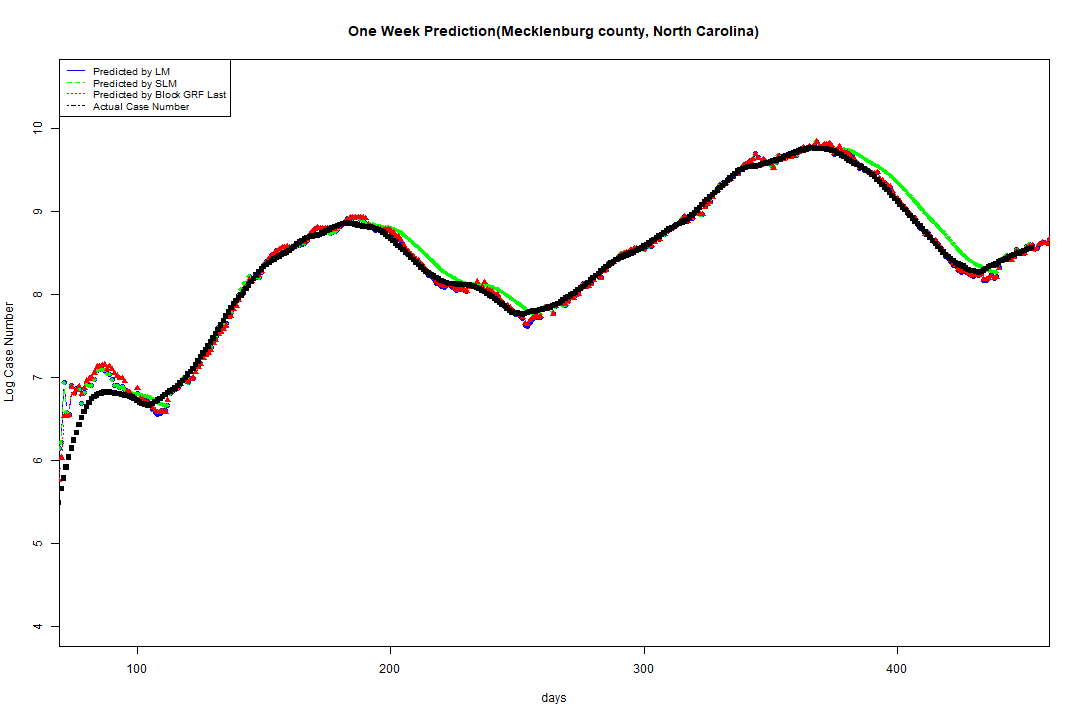 One Week Prediction(Mecklenburg county, North Carolina)
Predicted by LM
Predicted by SLM
Predicted by Block GRF Last
Actual Case Number
10
9
8
7
6
5
4
Log Case Number
100
200
300
400
days